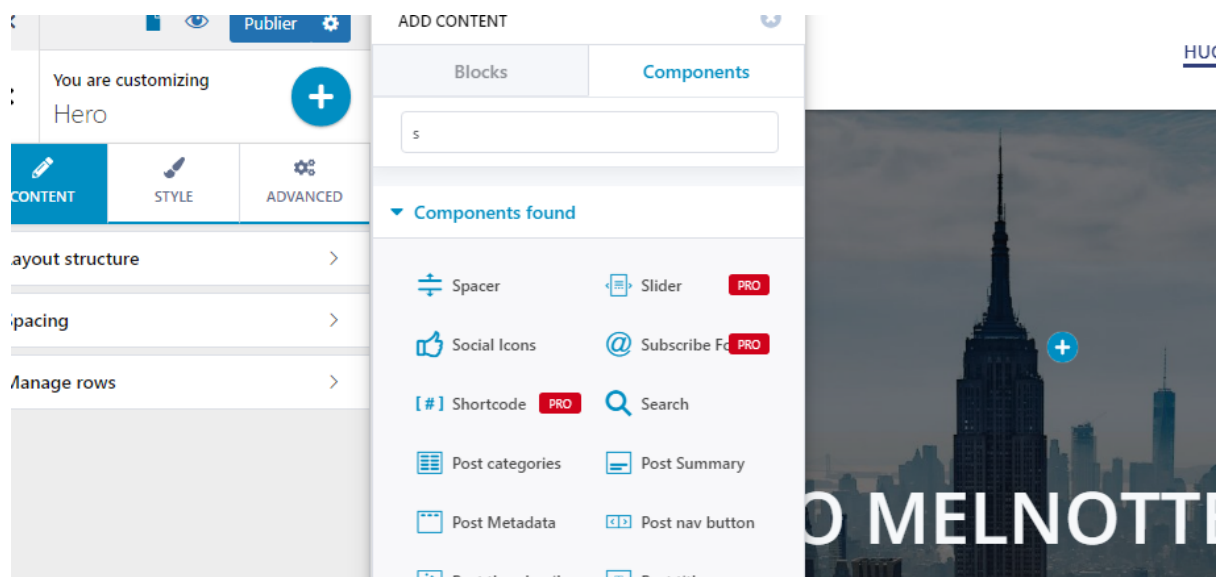 Publier
ADD CONTENT
HUG
You are customizing
Hero
Blocks
Components
s
CONTENT
STYLE
ADVANCED
Components found
ayout structure
Spacer
Slider
PRO
pacing
Social Icons
Subscribe Fo
PRO
Manage rows
[#] Shortcode
PRO
Search
Post categories
Post Summary
Post Metadata
Post nav button
O MELNOTTE